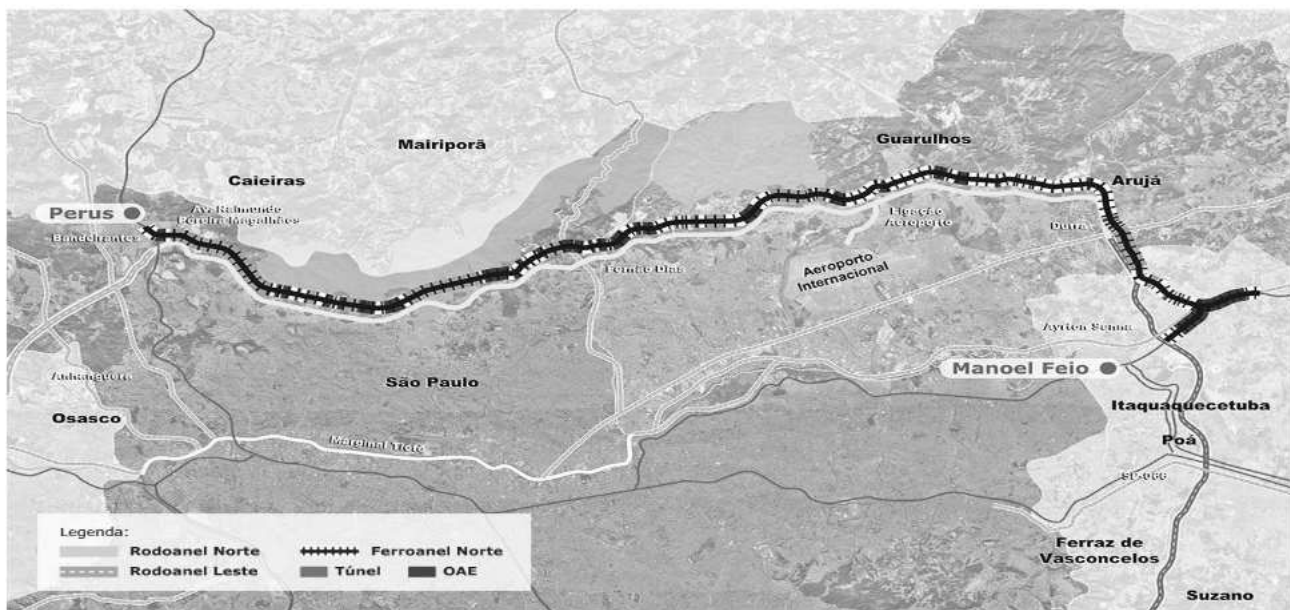 Mairiporã
Guarulhos
Caieiras
Arujá
Perus
Av. Raimundo
Pereira Magalhães
Bandeirantes
Ligação
Aeroporto
Dutra
Fernão Dias
Aeroporto
Internacional
Ayrton Senna
Anhanguera
São Paulo
Manoel Feio
Osasco
Itaquaquecetuba
Marginal Tietê
Poá
SP-066
Legenda:
Rodoanel Norte
Ferroanel Norte
Rodoanel Leste
Túnel
OAE
Ferraz de
Vasconcelos
Suzano